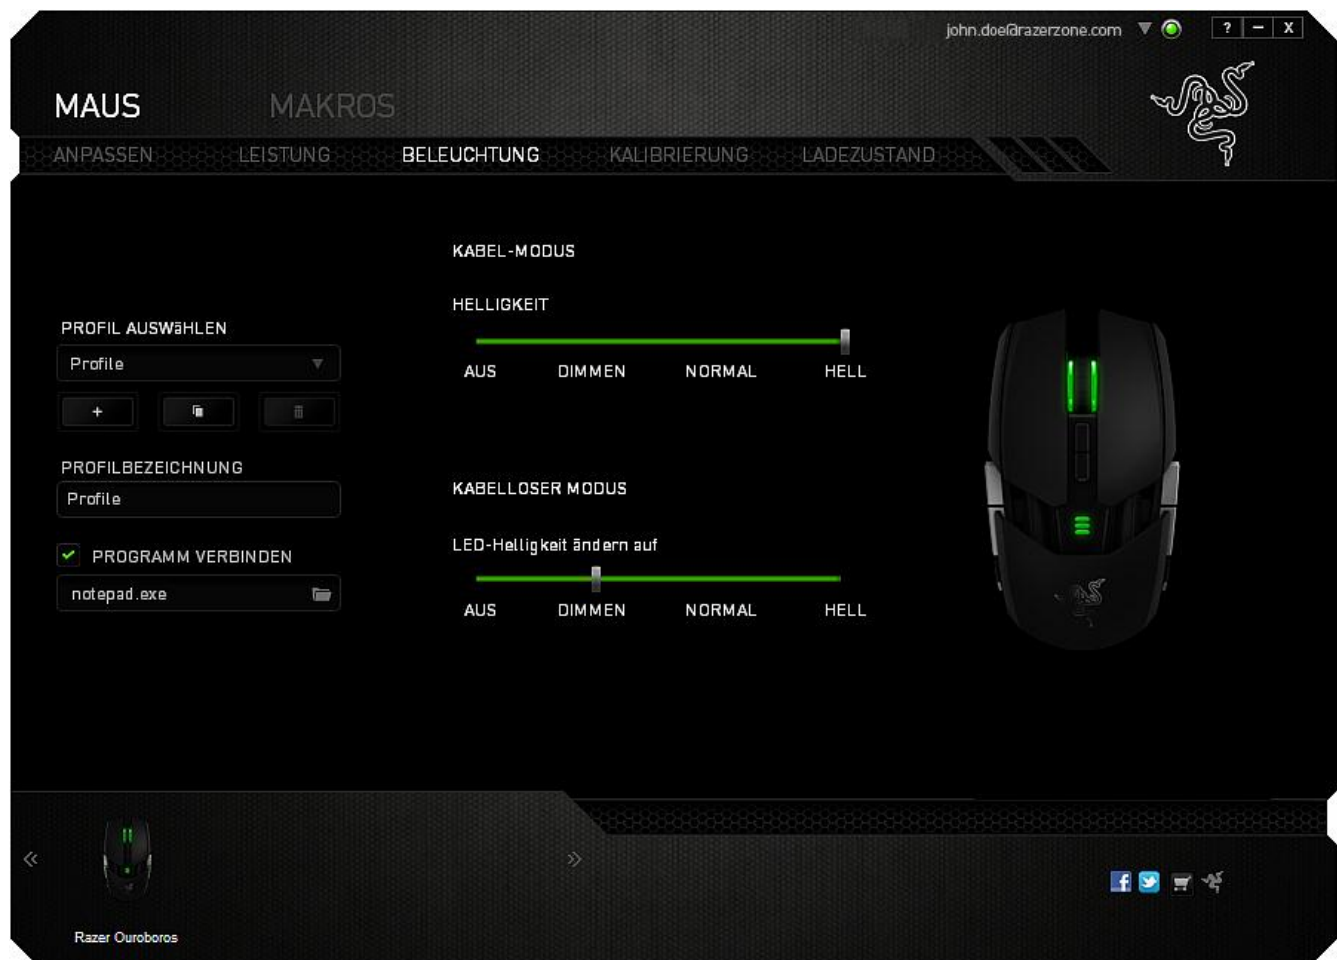 john.doe@razerzone.com
? – X
MAUS MAKROS
ANPASSEN LEISTUNG BELEUCHTUNG KALIBRIERUNG LADEZUSTAND
PROFIL AUSWäHLEN
Profile
+
PROFILBEZEICHNUNG
Profile
PROGRAMM VERBINDEN
notepad.exe
KABEL-MODUS
HELLIGKEIT
AUS DIMMEN NORMAL HELL
KABELLOSER MODUS
LED-Helligkeit ändern auf
AUS DIMMEN NORMAL HELL
Razer Ouroboros